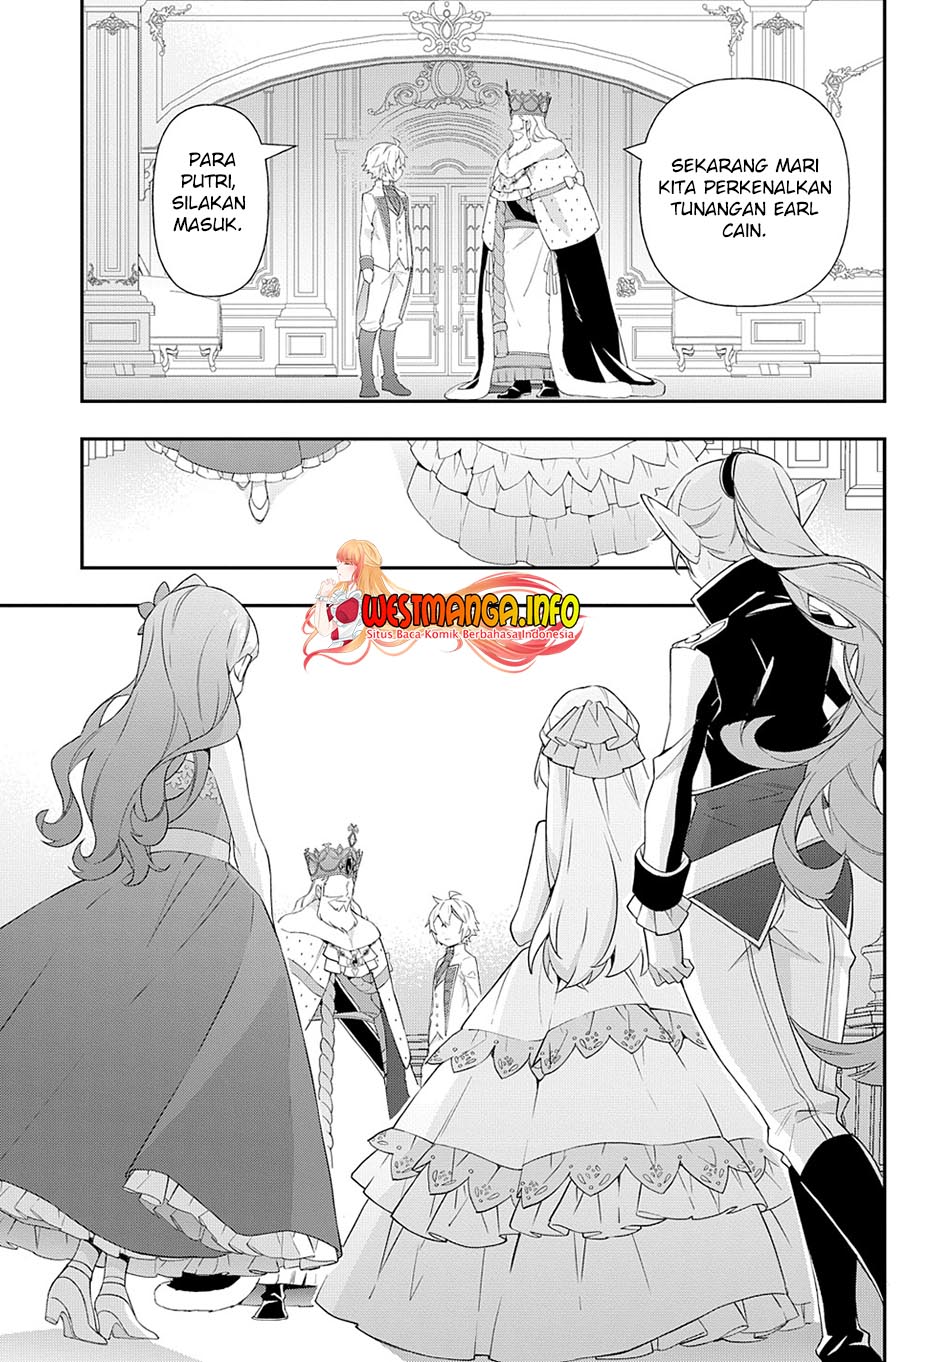 SEKARANG MARI
KITA PERKENALKAN
TUNANGAN EARL
CAIN.
PARA
PUTRI,
SILAKAN
MASUK.
WESTMANGA.INFO
Situs Baca Komik Berbahasa Indonesia